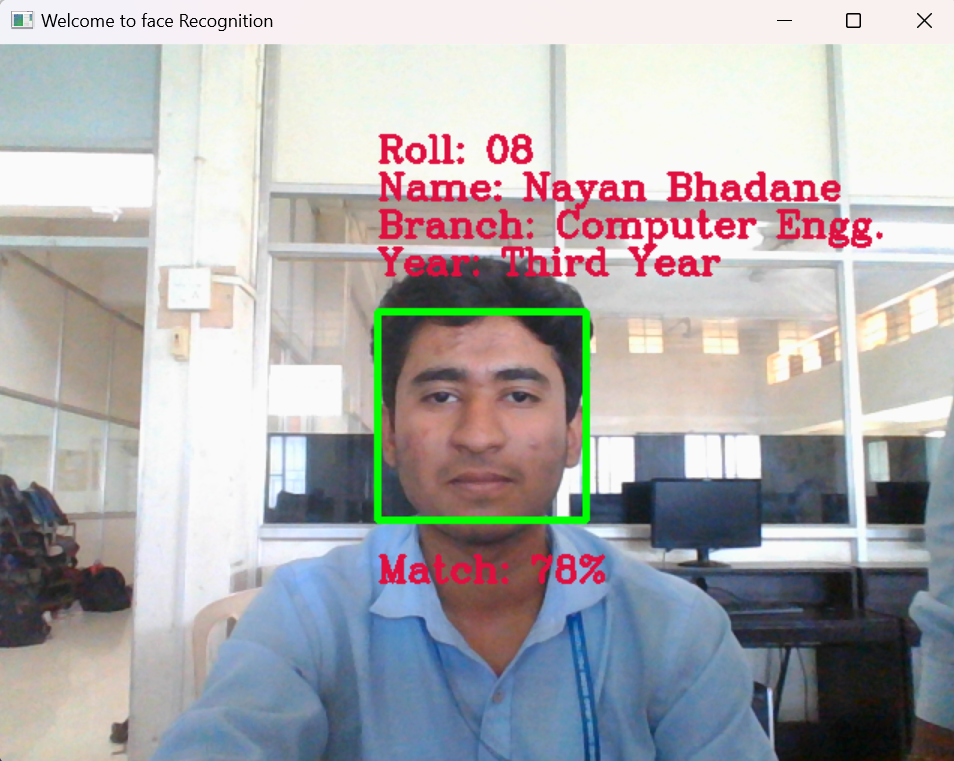 Welcome to face Recognition
Roll: 08
Name: Nayan Bhadane
Branch: Computer Engg.
Year: Third Year
Match: 78%